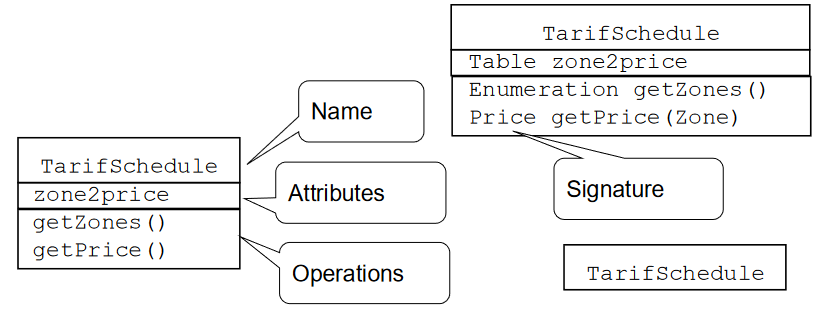 TarifSchedule
Table zone2price
Enumeration getZones()
Price getPrice(Zone)
Name
TarifSchedule
zone2price
getZones()
getPrice()
Attributes
Operations
Signature
TarifSchedule